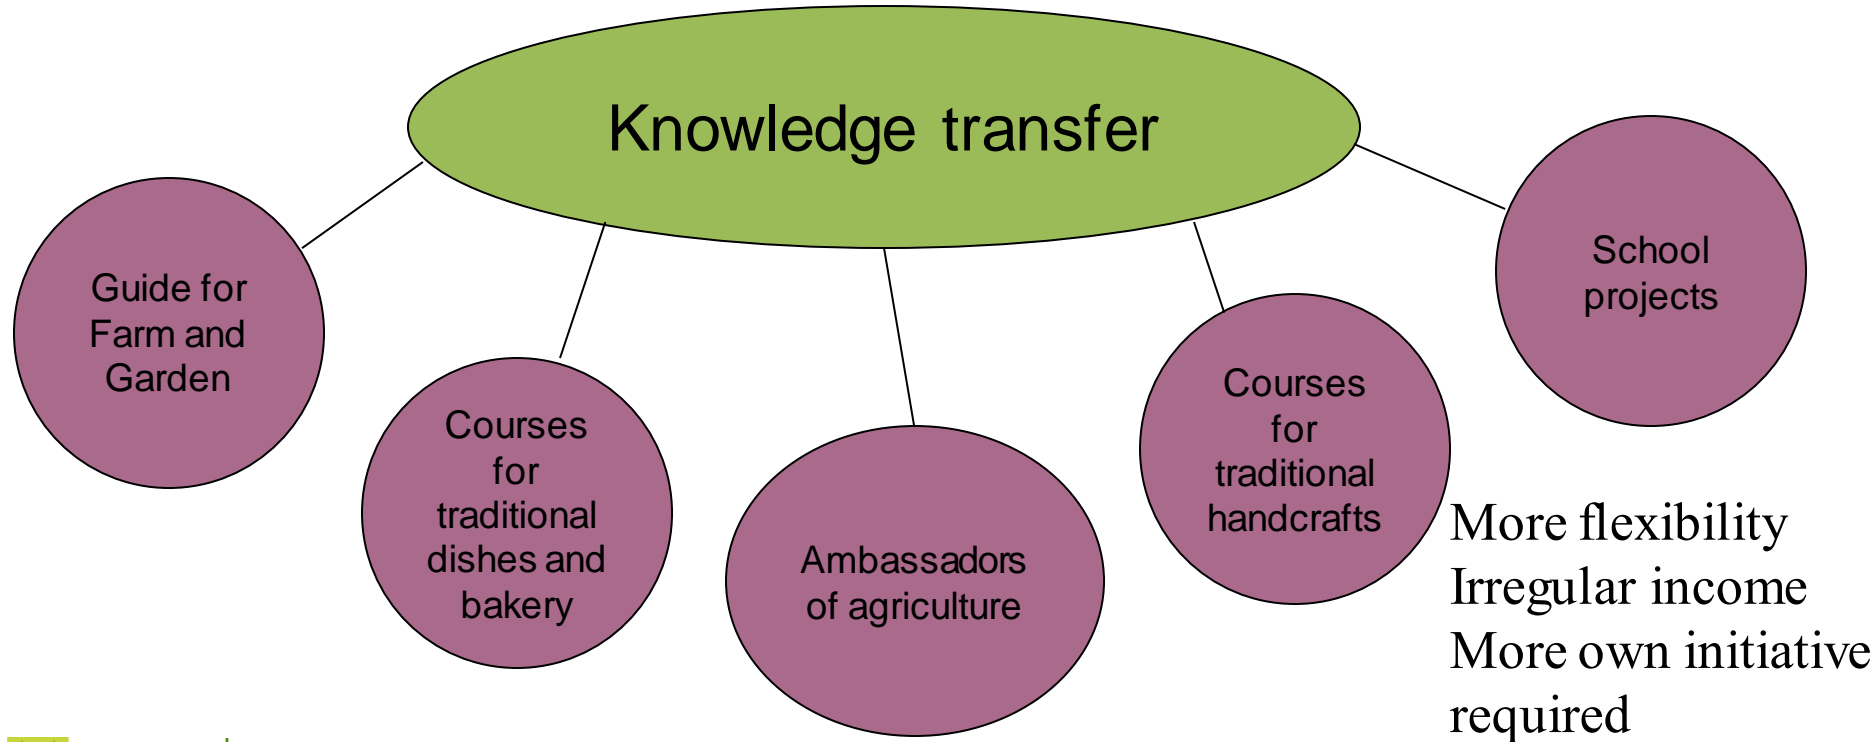 Knowledge transfer
Guide for
Farm and
Garden
Courses
for
traditional
dishes and
bakery
Ambassadors
of agriculture
Courses
for
traditional
handcrafts
School
projects
More flexibility
Irregular income
More own initiative
required